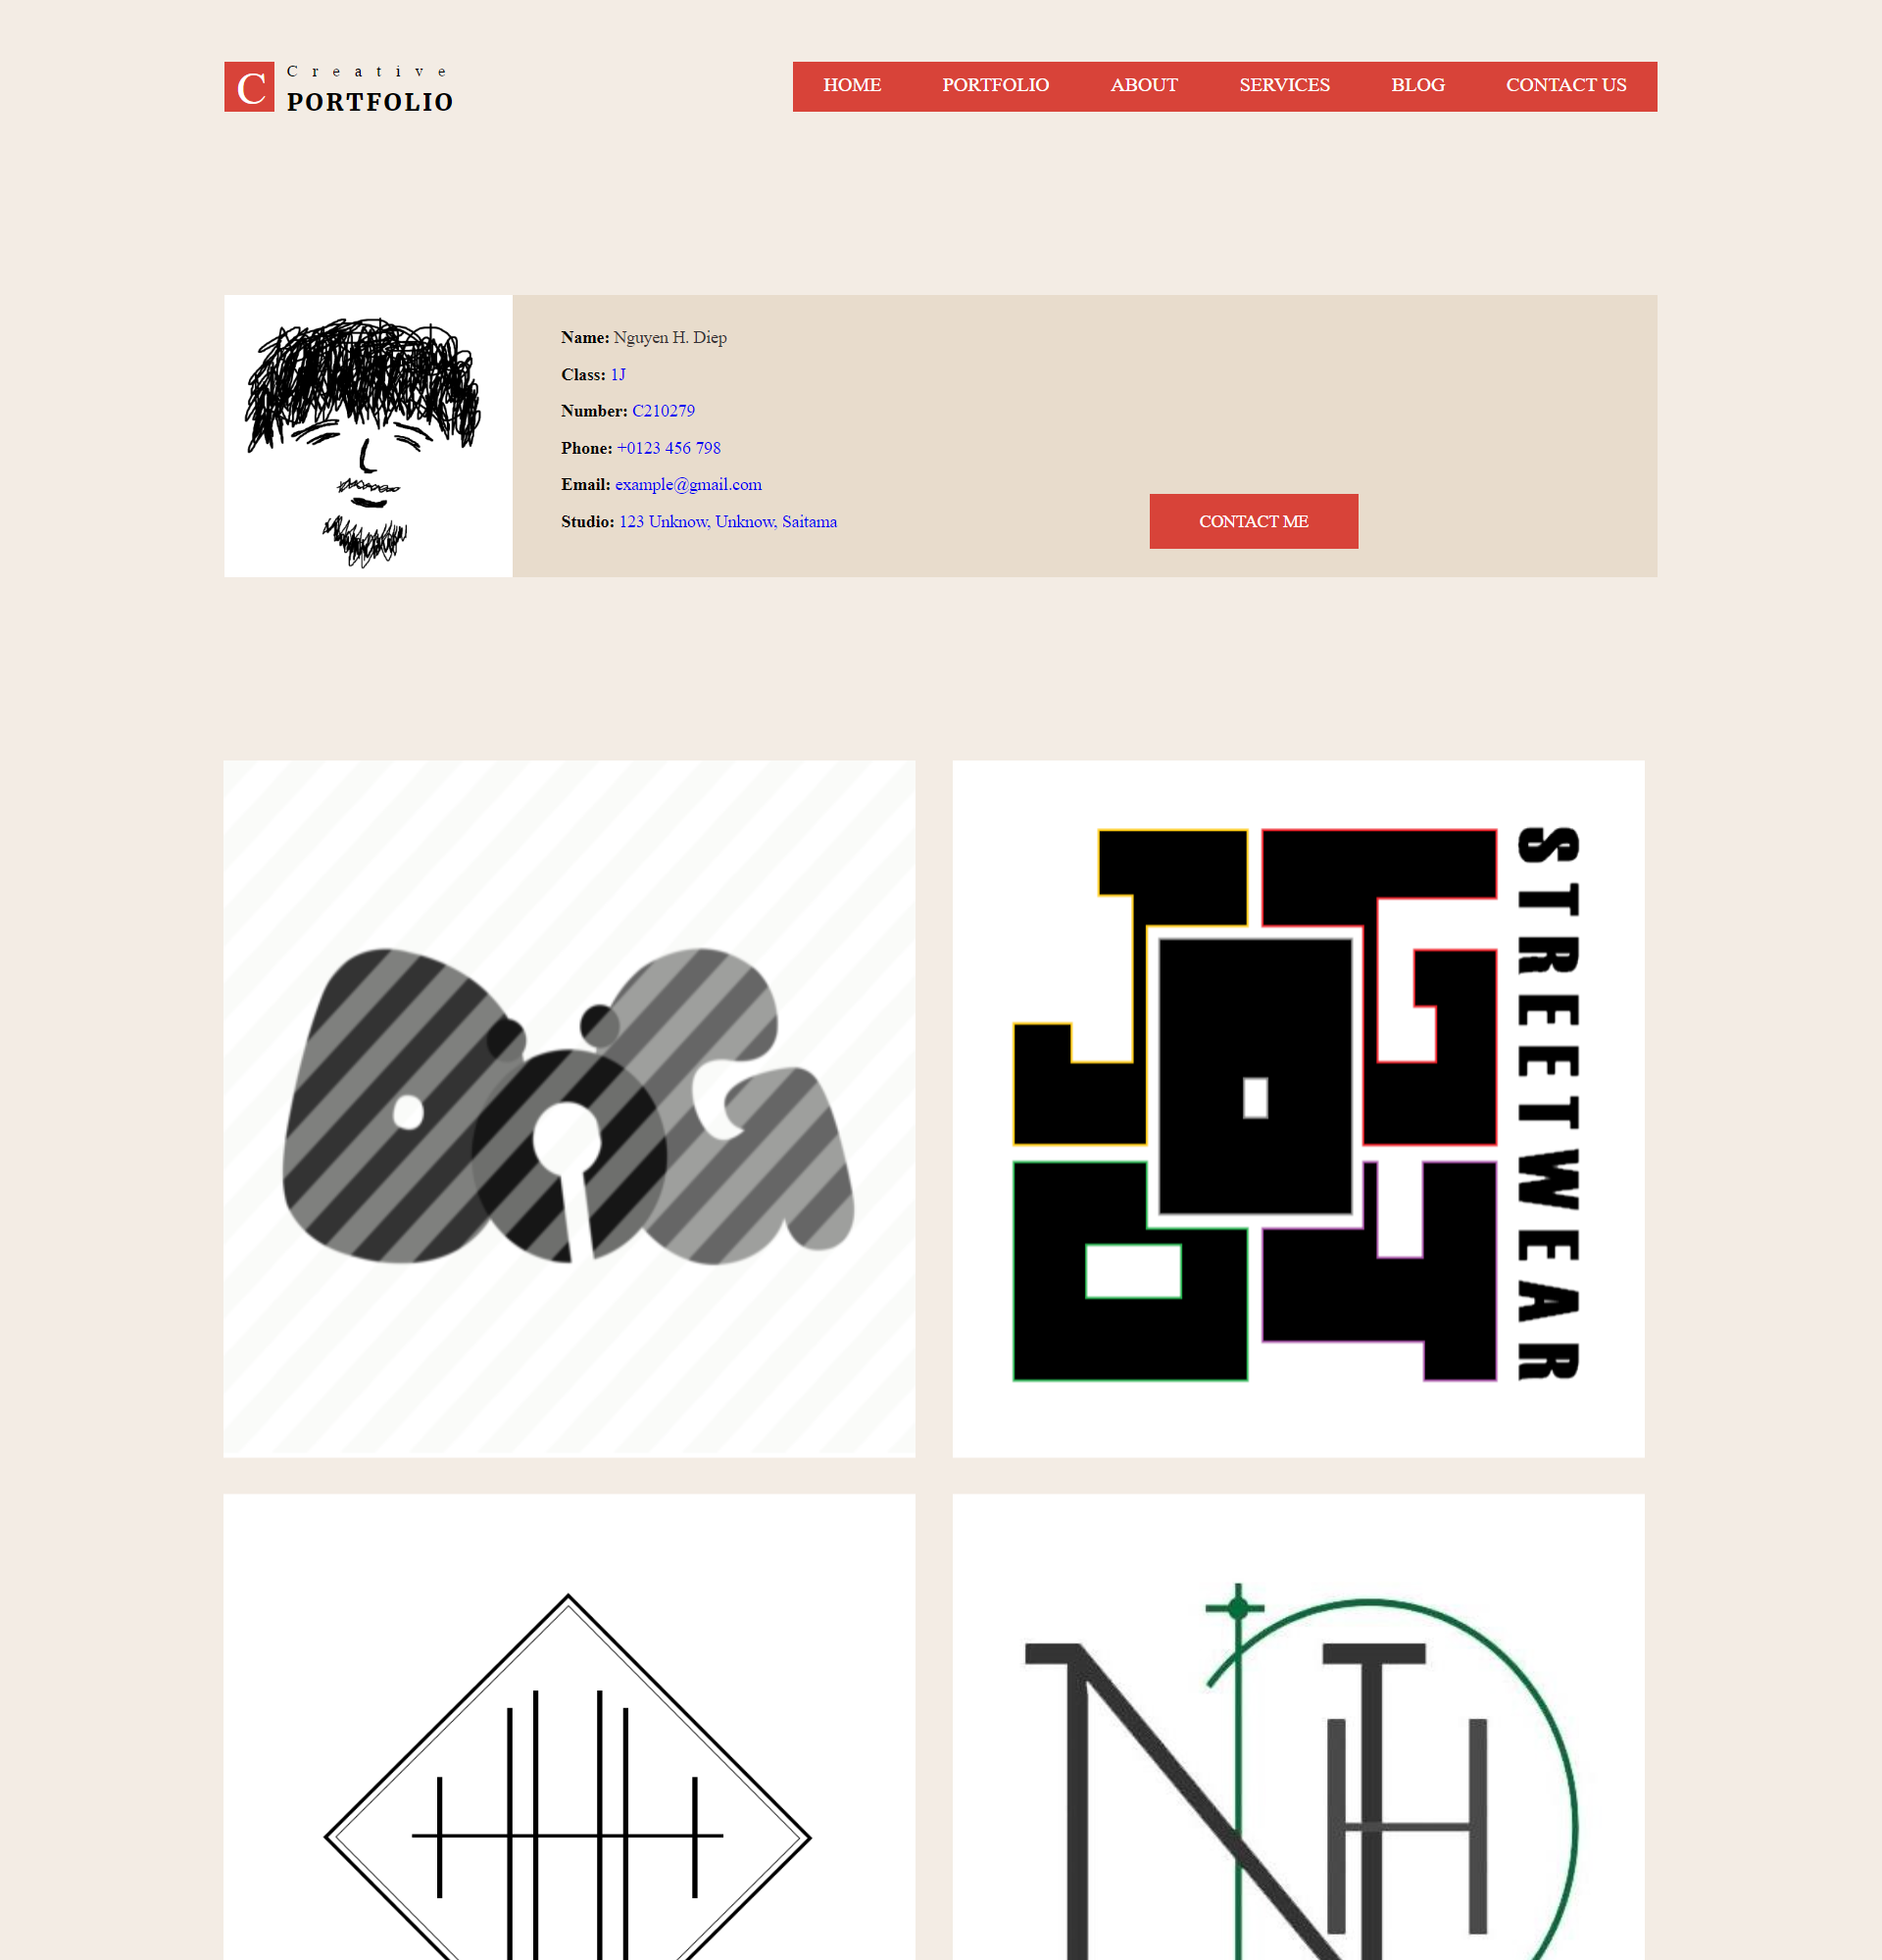 C
Creative
PORTFOLIO
HOME PORTFOLIO ABOUT SERVICES BLOG CONTACT US
Name: Nguyen H. Diep
Class: 1J
Number: C210279
Phone: +0123 456 798
Email: example@gmail.com
Studio: 123 Unknow, Unknow, Saitama
CONTACT ME
STREETWEAR
NH